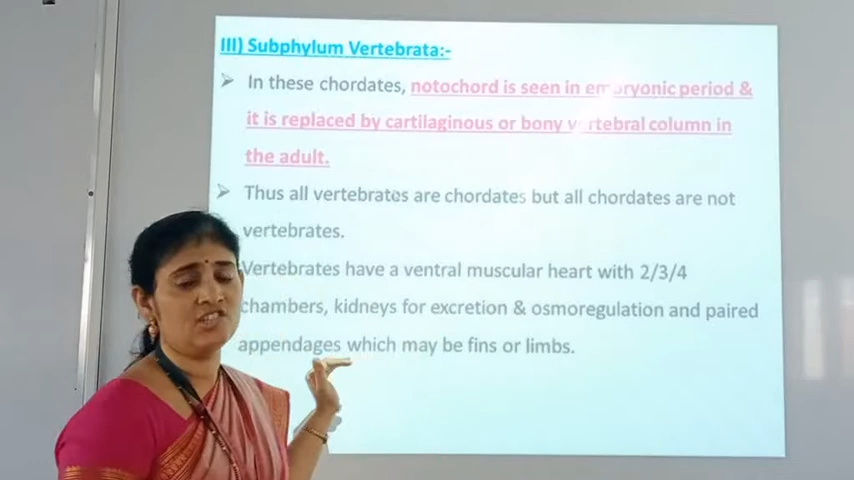 III) Subphylum Vertebrata:-
➤ In these chordates, notochord is seen in embryonic period &
it is replaced by cartilaginous or bony vertebral column in
the adult.
➤ Thus all vertebrates are chordates but all chordates are not
vertebrates.
Vertebrates have a ventral muscular heart with 2/3/4
chambers, kidneys for excretion & osmoregulation and paired
appendages which may be fins or limbs.